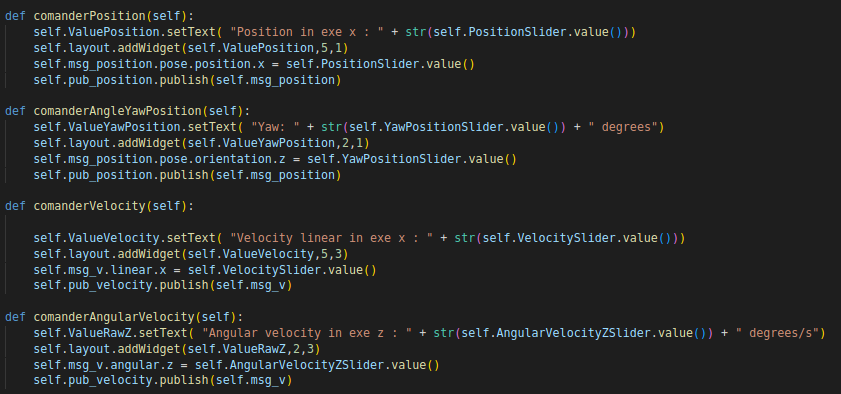 def comanderPosition(self):
    self.ValuePosition.setText( "Position in exe x : " + str(self.PositionSlider.value()))
    self.layout.addWidget(self.ValuePosition,5,1)
    self.msg_position.pose.position.x = self.PositionSlider.value()
    self.pub_position.publish(self.msg_position)

def comanderAngleYawPosition(self):
    self.ValueYawPosition.setText( "Yaw: " + str(self.YawPositionSlider.value()) + " degrees")
    self.layout.addWidget(self.ValueYawPosition,2,1)
    self.msg_position.pose.orientation.z = self.YawPositionSlider.value()
    self.pub_position.publish(self.msg_position)

def comanderVelocity(self):

    self.ValueVelocity.setText( "Velocity linear in exe x : " + str(self.VelocitySlider.value()))
    self.layout.addWidget(self.ValueVelocity,5,3)
    self.msg_v.linear.x = self.VelocitySlider.value()
    self.pub_velocity.publish(self.msg_v)

def comanderAngularVelocity(self):
    self.ValueRawZ.setText( "Angular velocity in exe z : " + str(self.AngularVelocityZSlider.value()) + " degrees/s")
    self.layout.addWidget(self.ValueRawZ,2,3)
    self.msg_v.angular.z = self.AngularVelocityZSlider.value()
    self.pub_velocity.publish(self.msg_v)